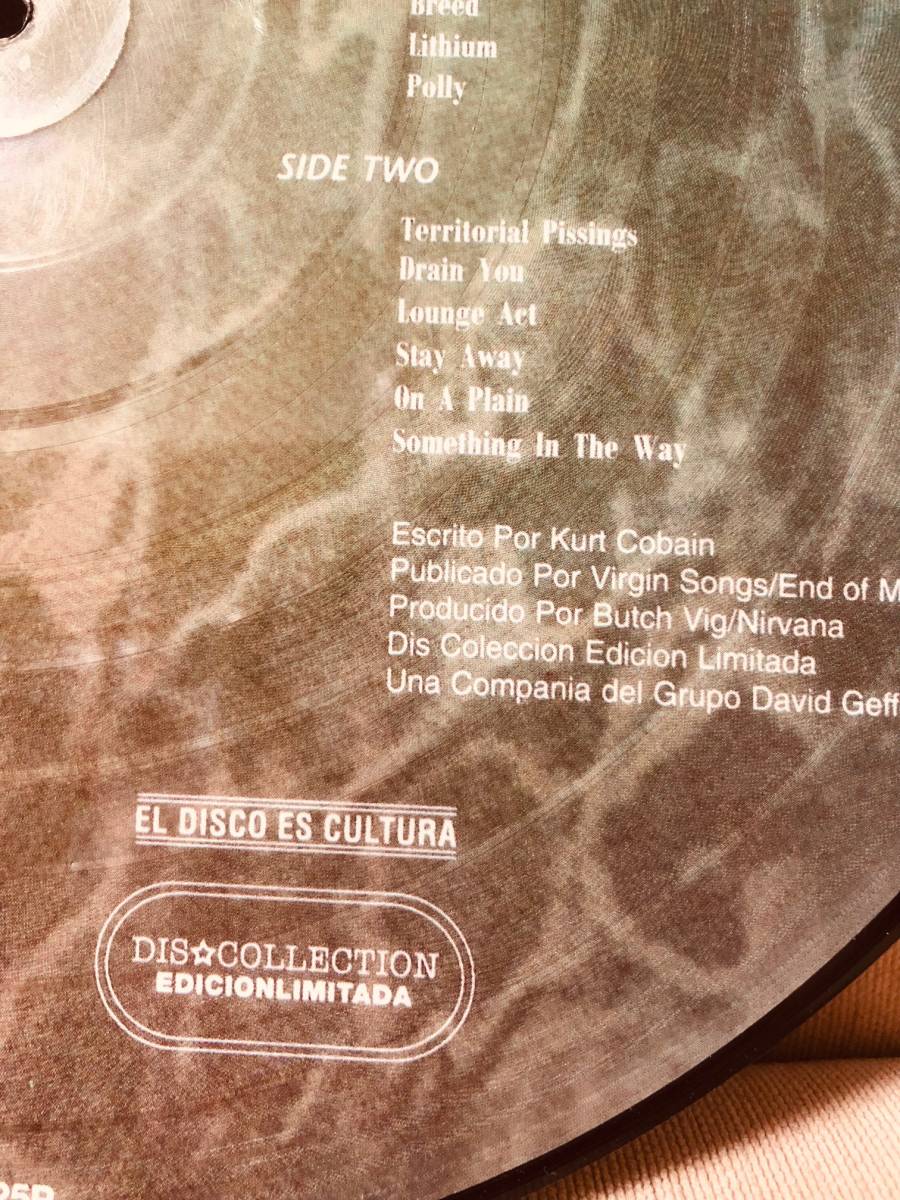 Breed
Lithium
Polly
SIDE TWO
Territorial Pissings
Drain You
Lounge Act
Stay Away
On A Plain
Something In The Way
Escrito Por Kurt Cobain
Publicado Por Virgin Songs/End of M
Producido Por Butch Vig/Nirvana
Dis Coleccion Edicion Limitada
Una Compania del Grupo David Geff
EL DISCO ES CULTURA
DIS☆COLLECTION
EDICIONLIMITADA